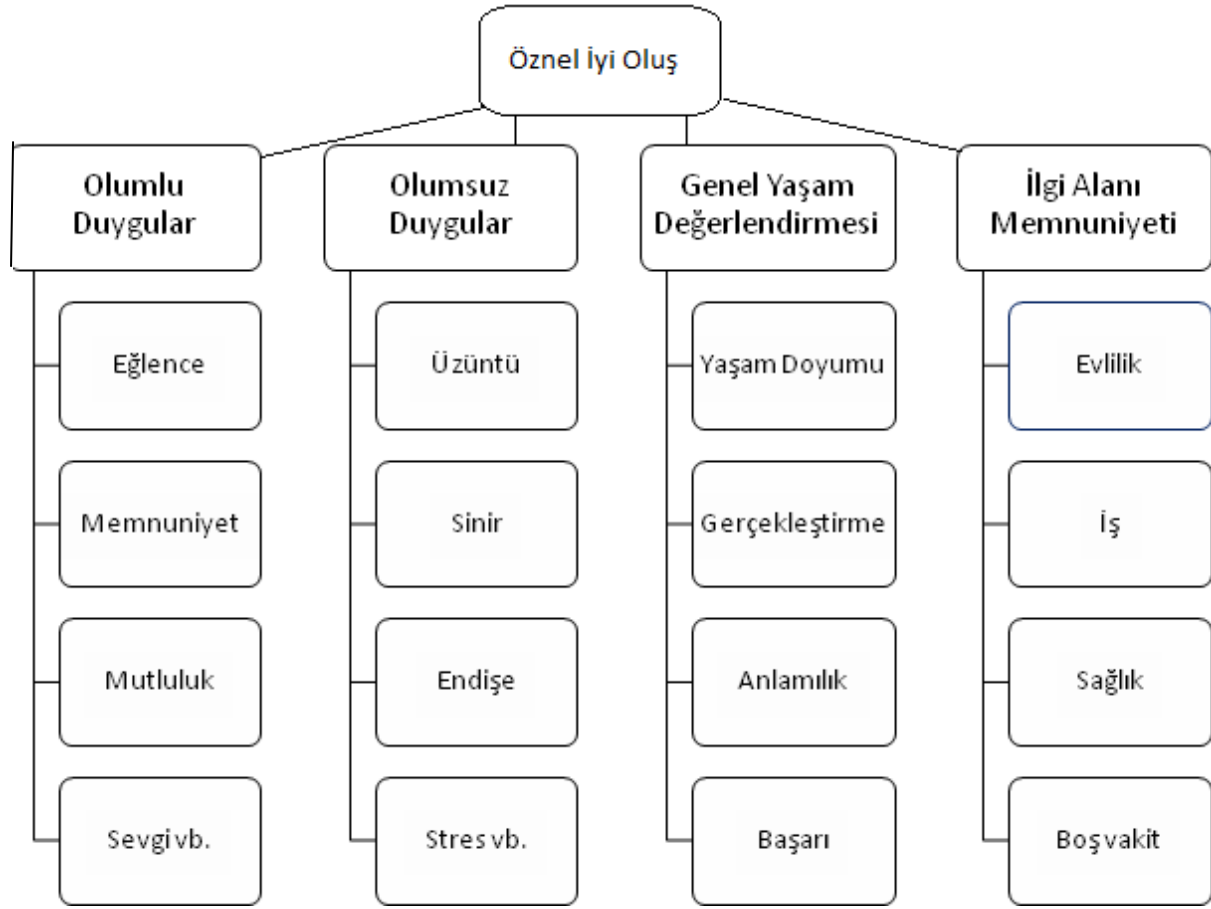 Öznel İyi Oluş
Olumlu
Duygular
Olumsuz
Duygular
Genel Yaşam
Değerlendirmesi
İlgi Alanı
Memnuniyeti
Eğlence
Üzüntü
Yaşam Doyumu
Evlilik
Memnuniyet
Sinir
Gerçekleştirme
İş
Mutluluk
Endişe
Anlamılık
Sağlık
Sevgi vb.
Stres vb.
Başarı
Boş vakit